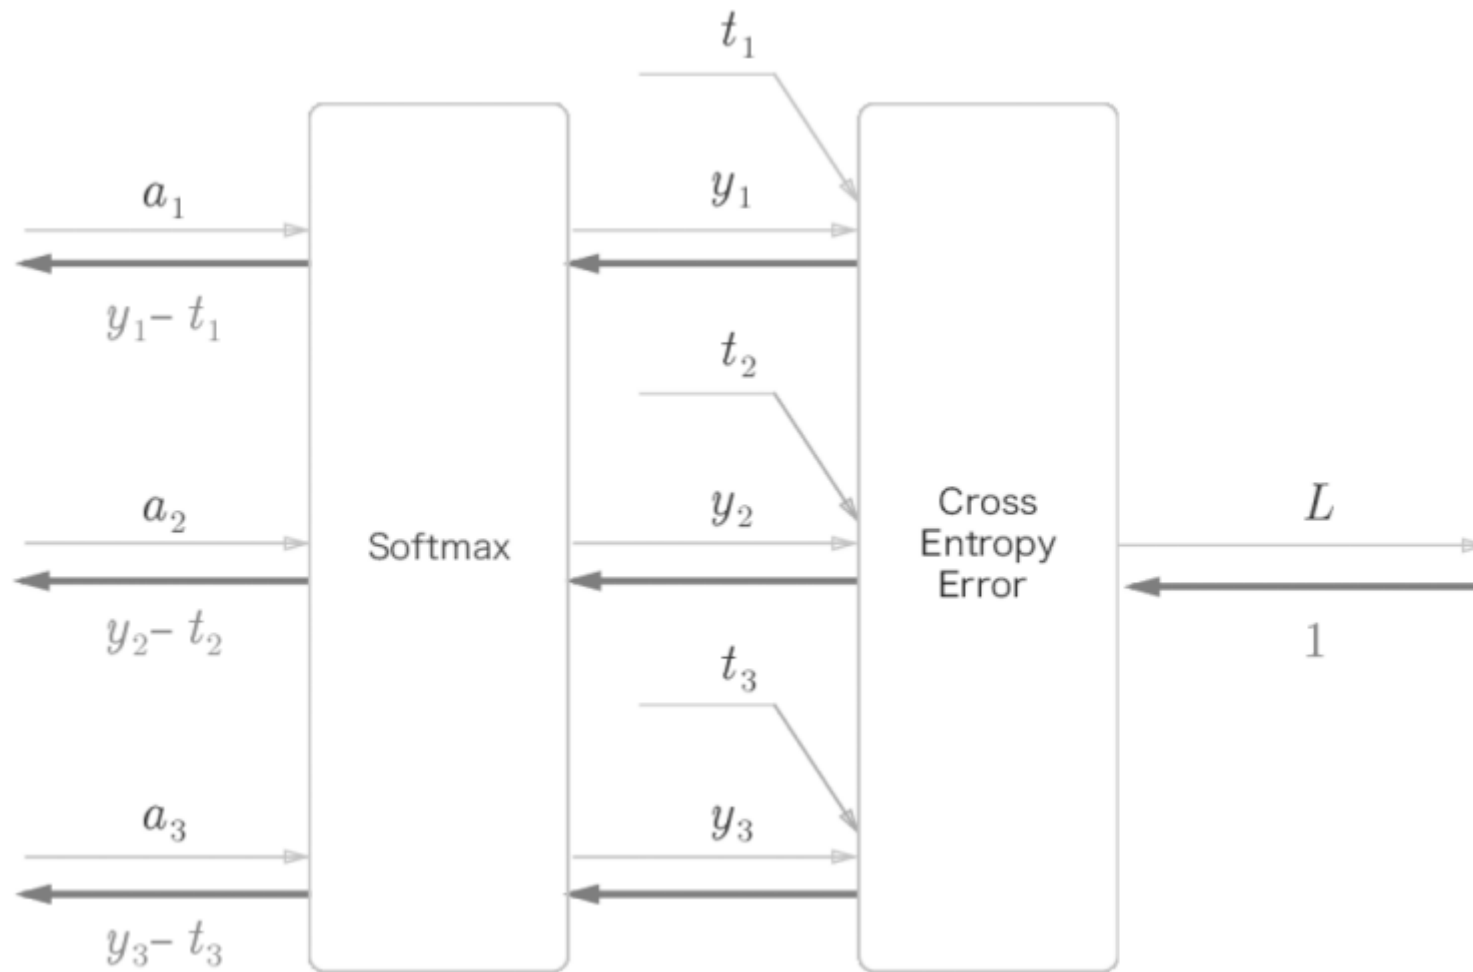 t₁
a₁
y₁
y₁– t₁
t₂
a₂
y₂
Softmax
Cross
Entropy
Error
L
y₂– t₂
1
t₃
a₃
y₃
y₃– t₃